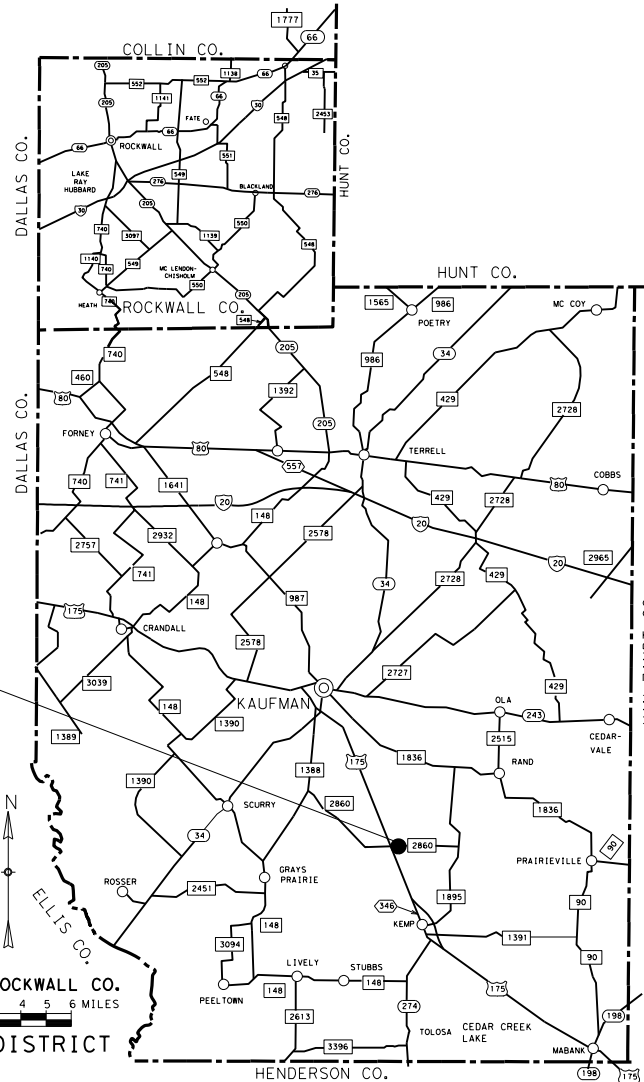 1777
66
COLLIN CO.
205
552
1138
552
66
35
1141
66
205
30
2453
FATE
548
66
66
ROCKWALL
551
DALLAS CO.
HUNT CO.
LAKE
RAY
HUBBARD
549
276
BLACKLAND
276
205
30
550
740
3097
1139
548
1140
740
549
MC LENDON-
CHISHOLM
550
HEATH
740
205
ROCKWALL CO.
548
HUNT CO.
1565
986
MC COY
POETRY
740
205
986
34
460
548
1392
429
80
2728
205
DALLAS CO.
FORNEY
80
TERRELL
557
740
741
1641
80
COBBS
429
2728
20
148
20
2757
2932
2578
20
2965
741
34
2728
429
148
987
175
CRANDALL
2578
2727
3039
KAUFMAN
OLA
429
148
1390
243
CEDAR-
VALE
1389
2515
175
1836
RAND
1388
1390
2860
1836
SCURRY
N
34
2860
90
PRAIRIEVILLE
GRAYS
PRAIRIE
ROSSER
2451
1895
90
ELLIS CO.
346
KEMP
148
3094
1391
90
LIVELY
STUBBS
OCKWALL CO.
148
148
175
PEELTOWN
4 5 6 MILES
274
198
2613
TOLOSA
CEDAR CREEK
LAKE
DISTRICT
3396
MABANK
HENDERSON CO.
198
175